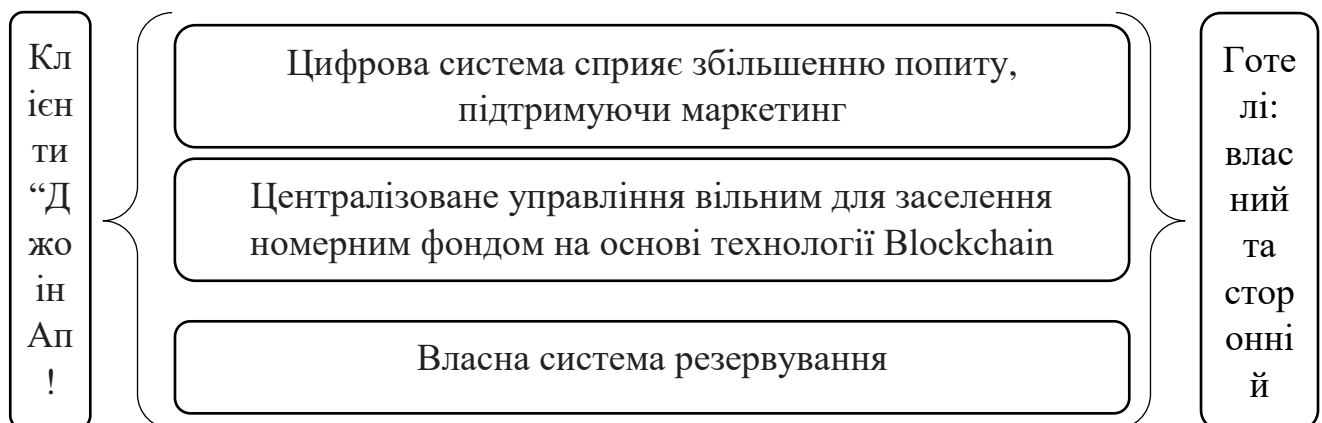 Кл
ієн
ти
“Д
жо
ін
Ап
!
Цифрова система сприяє збільшенню попиту,
підтримуючи маркетинг
Централізоване управління вільним для заселення
номерним фондом на основі технології Blockchain
Власна система резервування
Готе
лі:
влас
ний
та
стор
онні
й